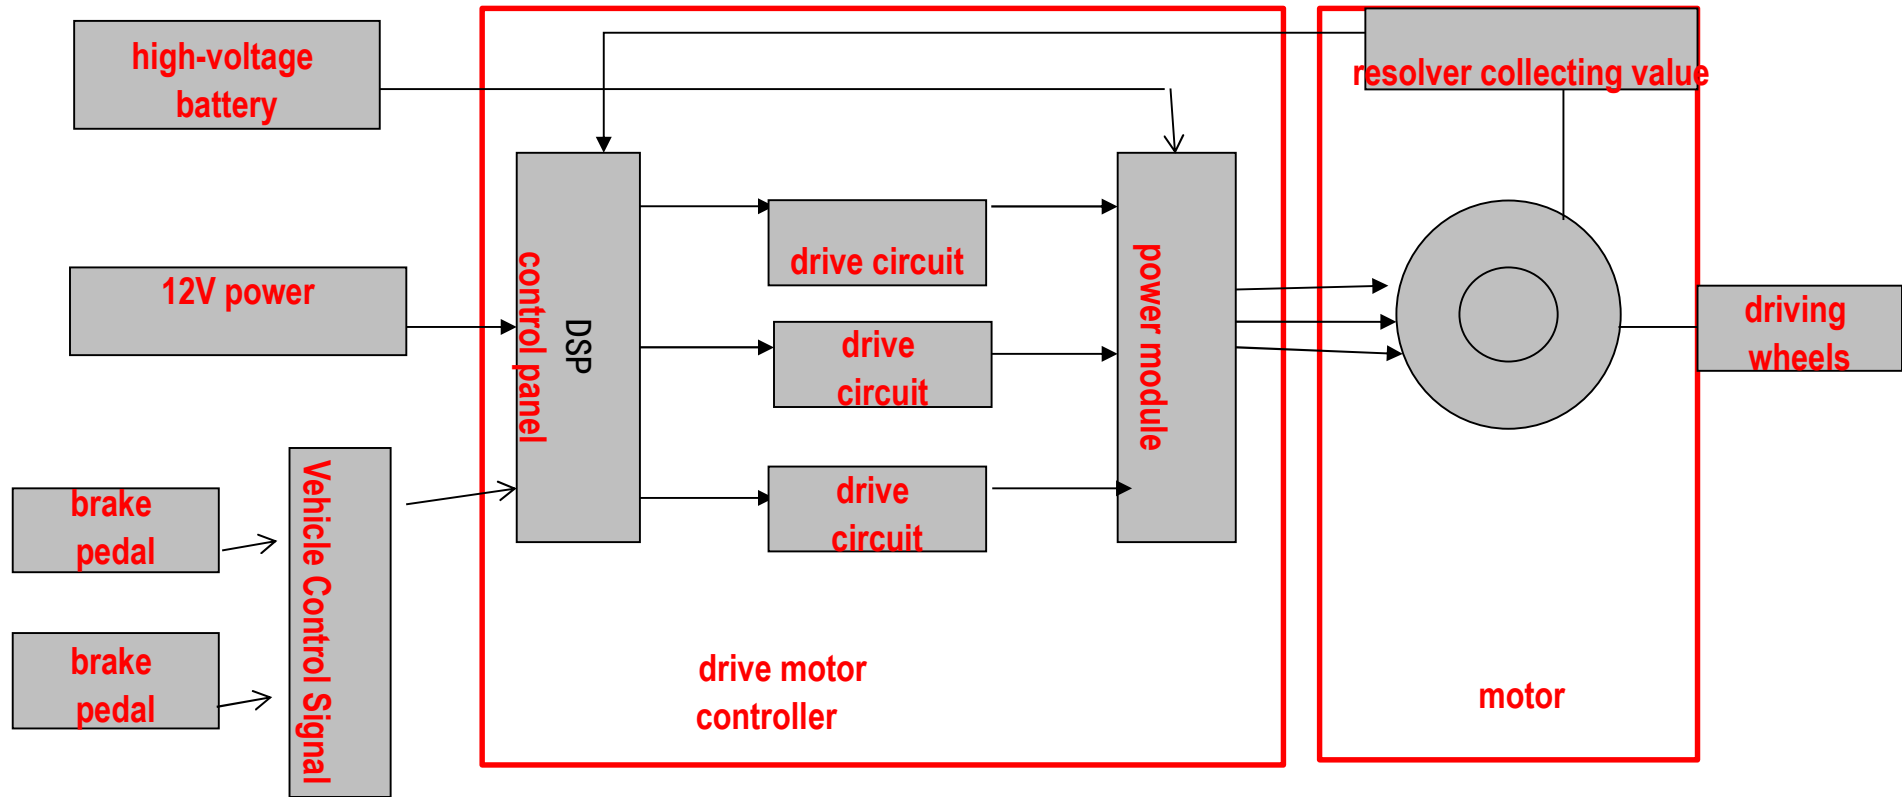 high-voltage
battery
resolver collecting value
12V power
control panel
DSP
drive circuit
drive
circuit
drive
circuit
power module
driving
wheels
brake
pedal
brake
pedal
Vehicle Control Signal
drive motor
controller
motor